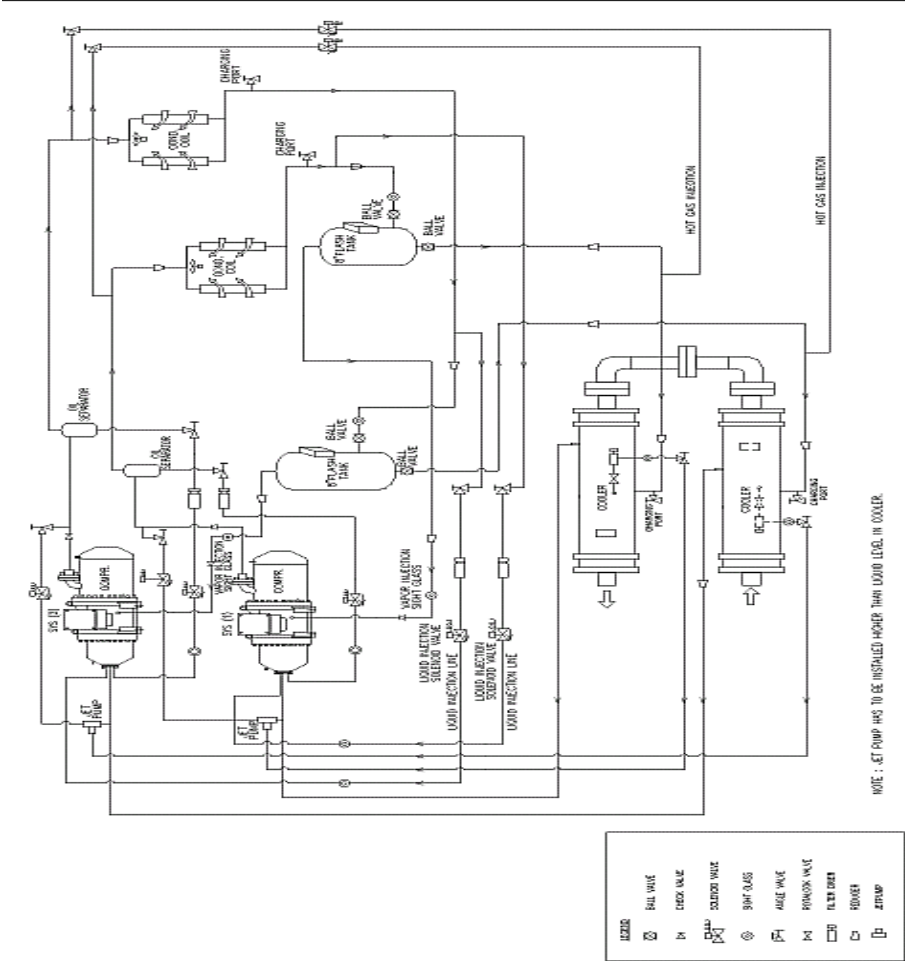 CHARGING
PORT
COND.
COIL
CHARGING
PORT
COND.
COIL
BALL
VALVE
8"FLASH
TANK
BALL
VALVE
HOT GAS INJECTION
HOT GAS INJECTION
OIL
SEPARATOR
OIL
SEPARATOR
BALL
VALVE
8"FLASH
TANK
BALL
VALVE
COOLER
CHARGING
PORT
COOLER
CHARGING
PORT
SYS (2)
COMPR.
VAPOR INJECTION
SIGHT GLASS
SYS (1)
COMPR.
VAPOR INJECTION
SIGHT GLASS
LIQUID INJECTION
SOLENOID VALVE
LIQUID INJECTION LINE
LIQUID INJECTION
SOLENOID VALVE
LIQUID INJECTION LINE
JET
PUMP
JET
PUMP
NOTE : JET PUMP HAS TO BE INSTALLED HIGHER THAN LIQUID LEVEL IN COOLER.
LEGEND
BALL VALVE
CHECK VALVE
SOLENOID VALVE
SIGHT GLASS
ANGLE VALVE
ROTALOCK VALVE
FILTER DRIER
REDUCER
JETPUMP